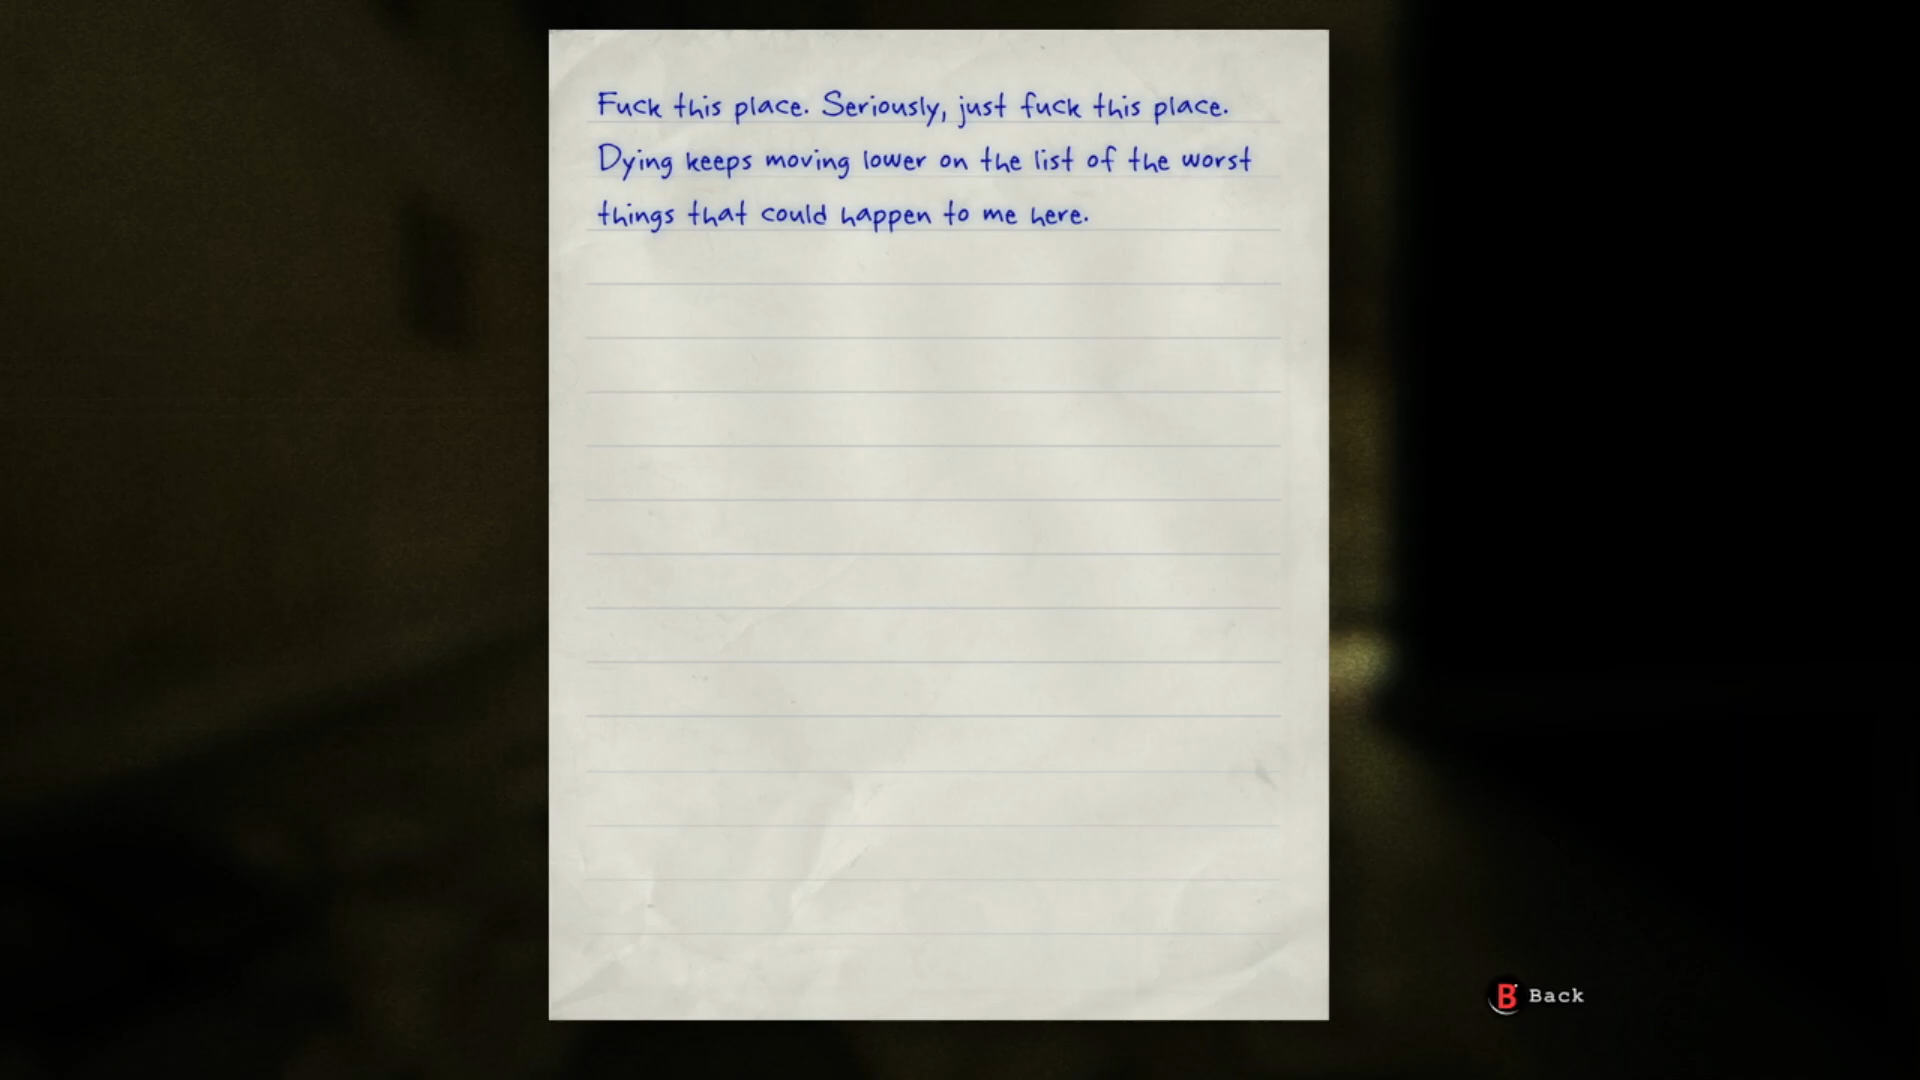 Fuck this place. Seriously, just fuck this place.
Dying keeps moving lower on the list of the worst
things that could happen to me here.
B Back